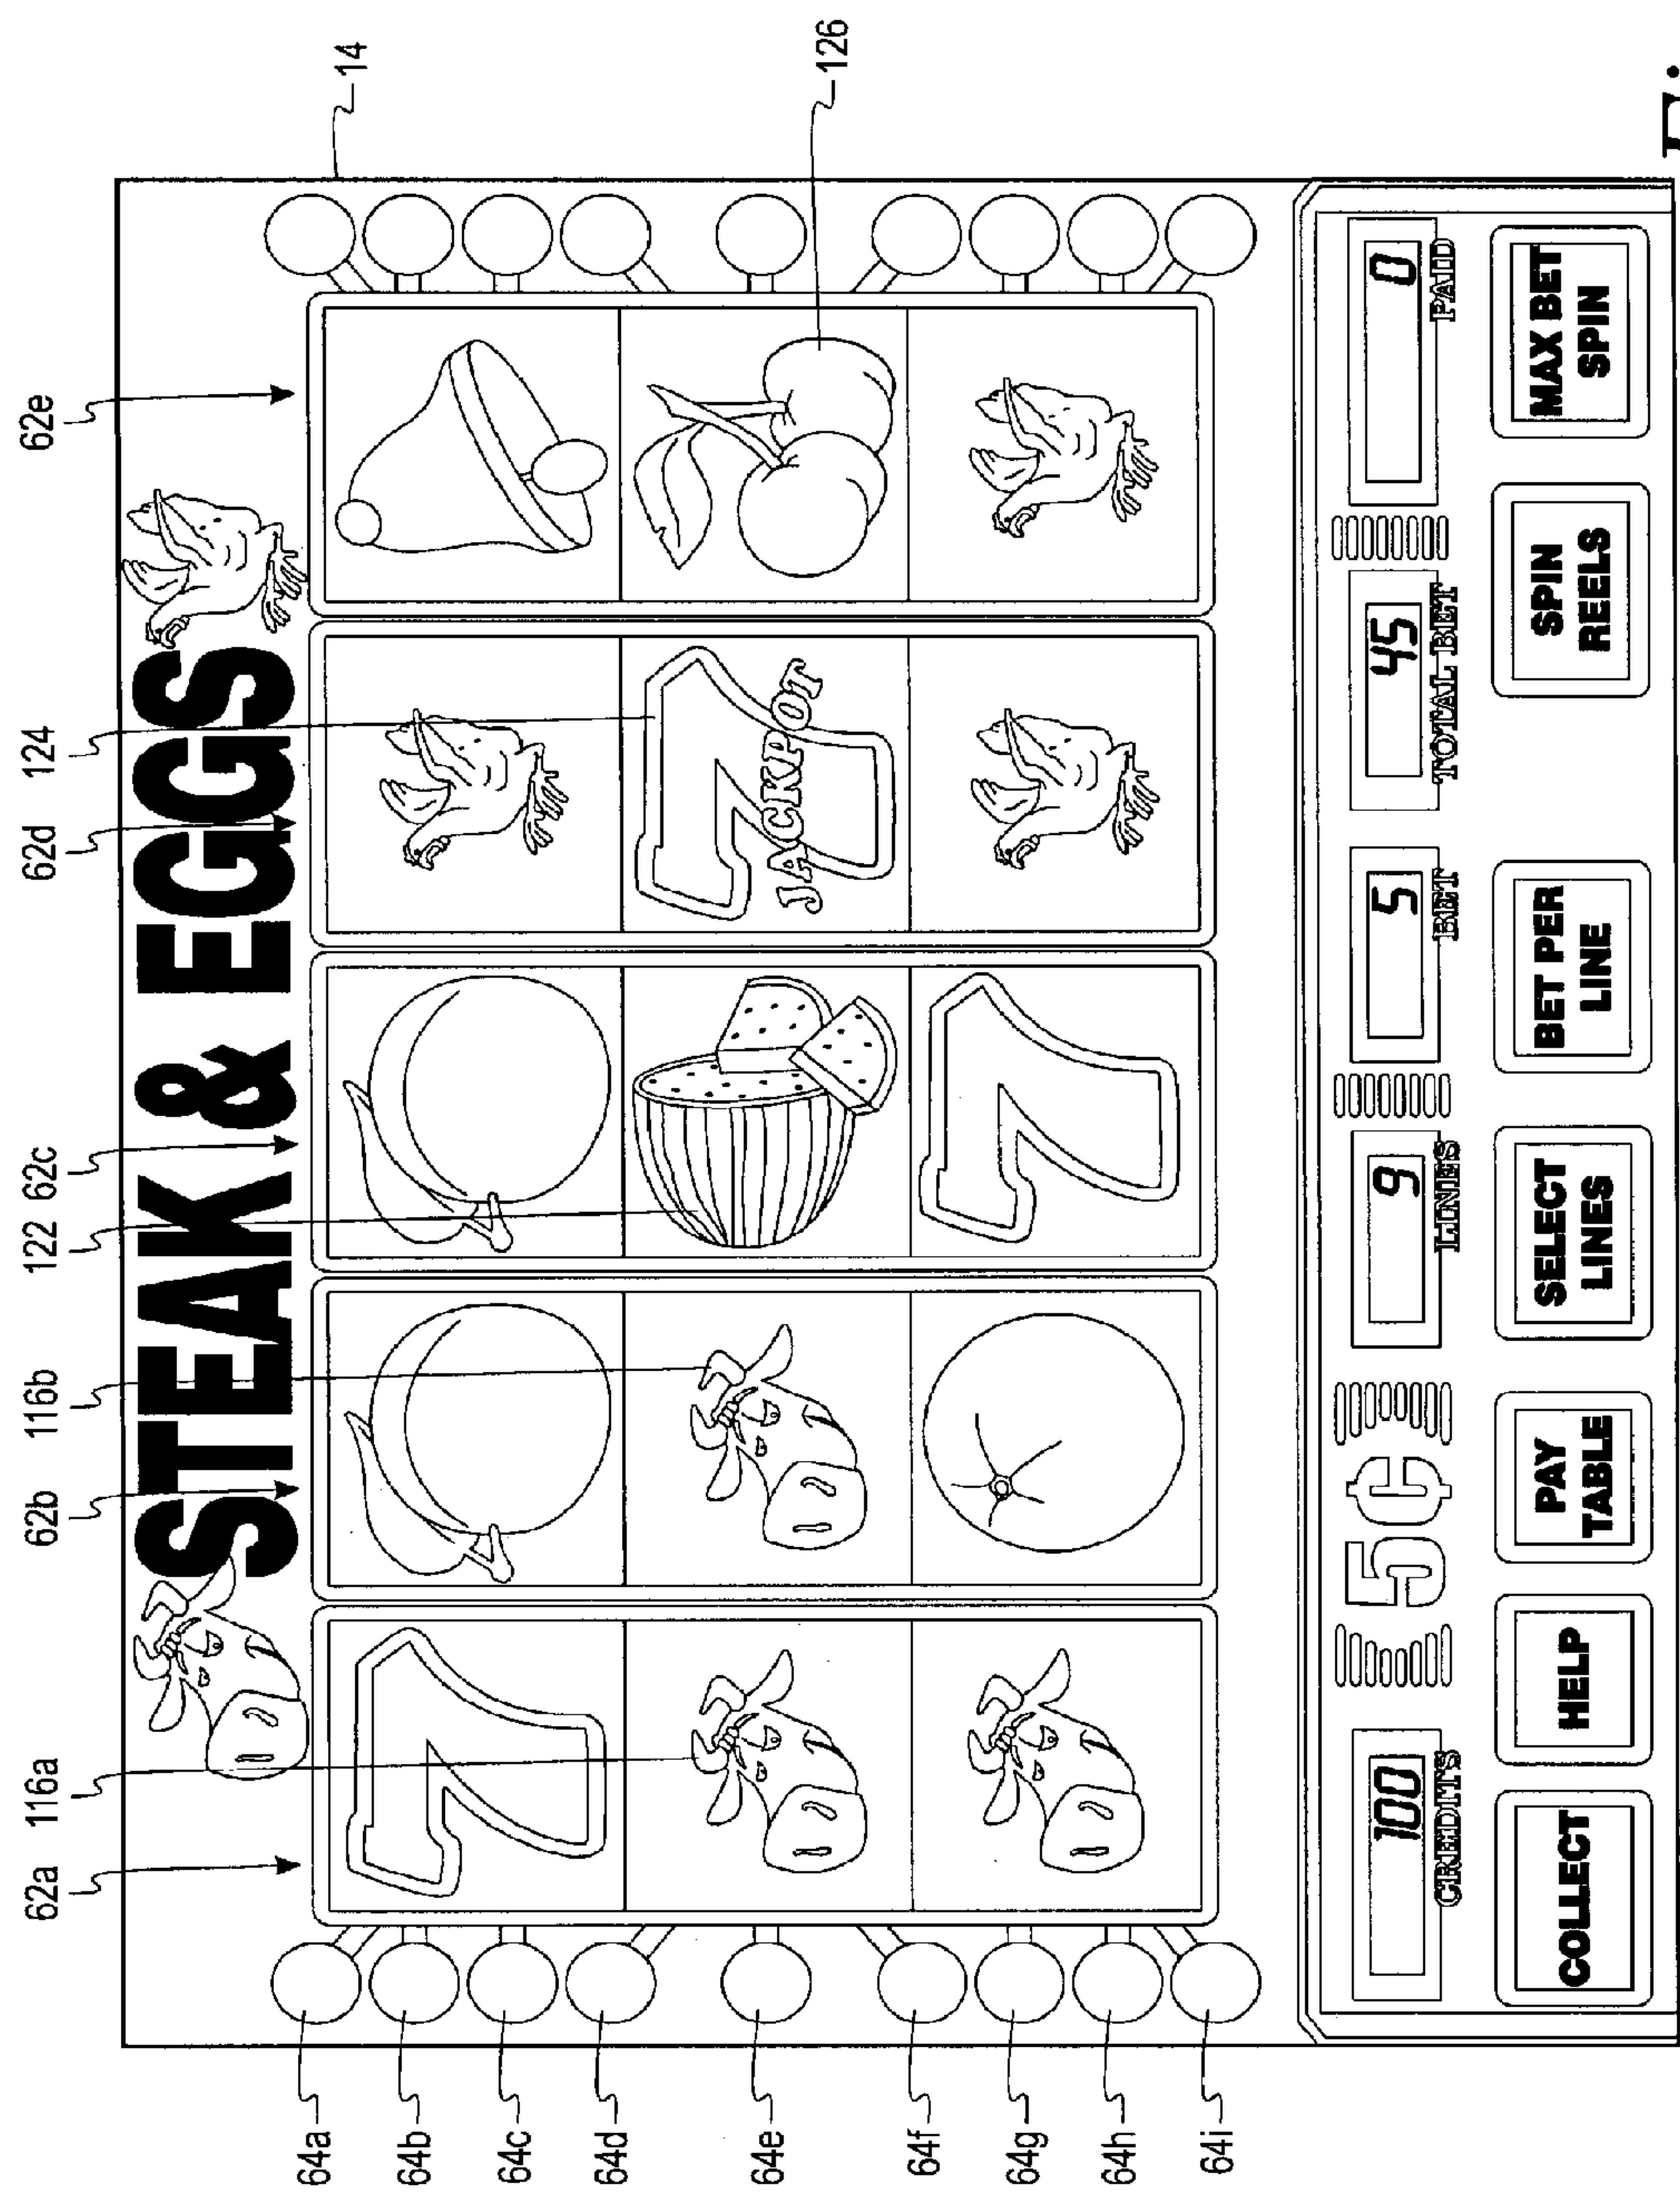 62a 116a 62b 116b 122 62c 62d 124 62e
14
STEAK & EGGS
64a
64b
64c
64d
64e
64f
64g
64h
64i
JACKPOT
126
100
CREDITS
5¢
9
LINES
5
BET
45
TOTAL BET
0
PAID
COLLECT
HELP
PAY
TABLE
SELECT
LINES
BET PER
LINE
SPIN
REELS
MAX BET
SPIN